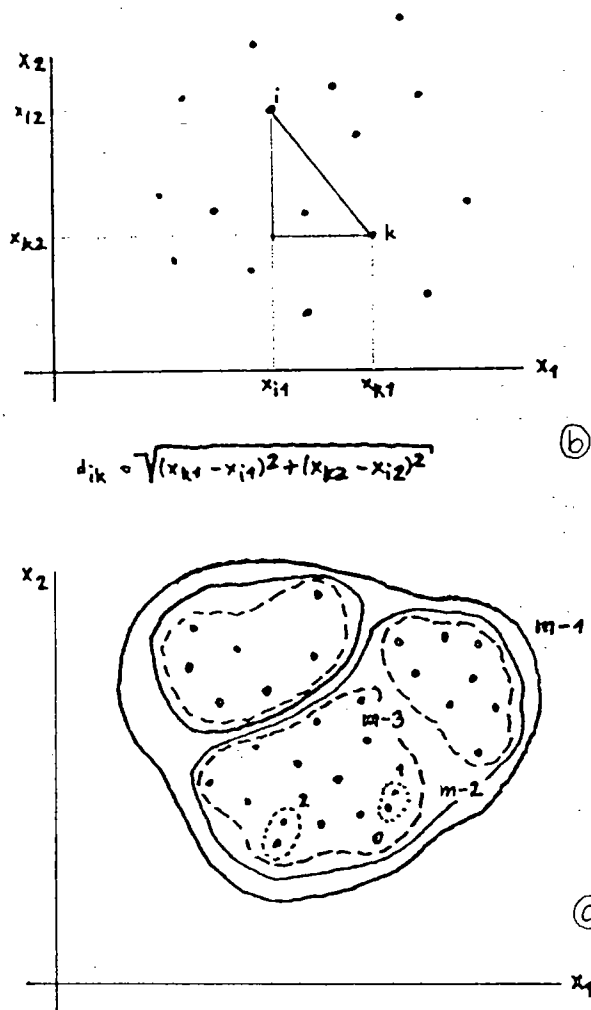 x2
xi2
i
xk2
k
xi1 xk1
x1
b
dik = √(xk1 - xi1)2 + (xk2 - xi2)2
x2
m-1
m-3
1
m-2
2
0
x1